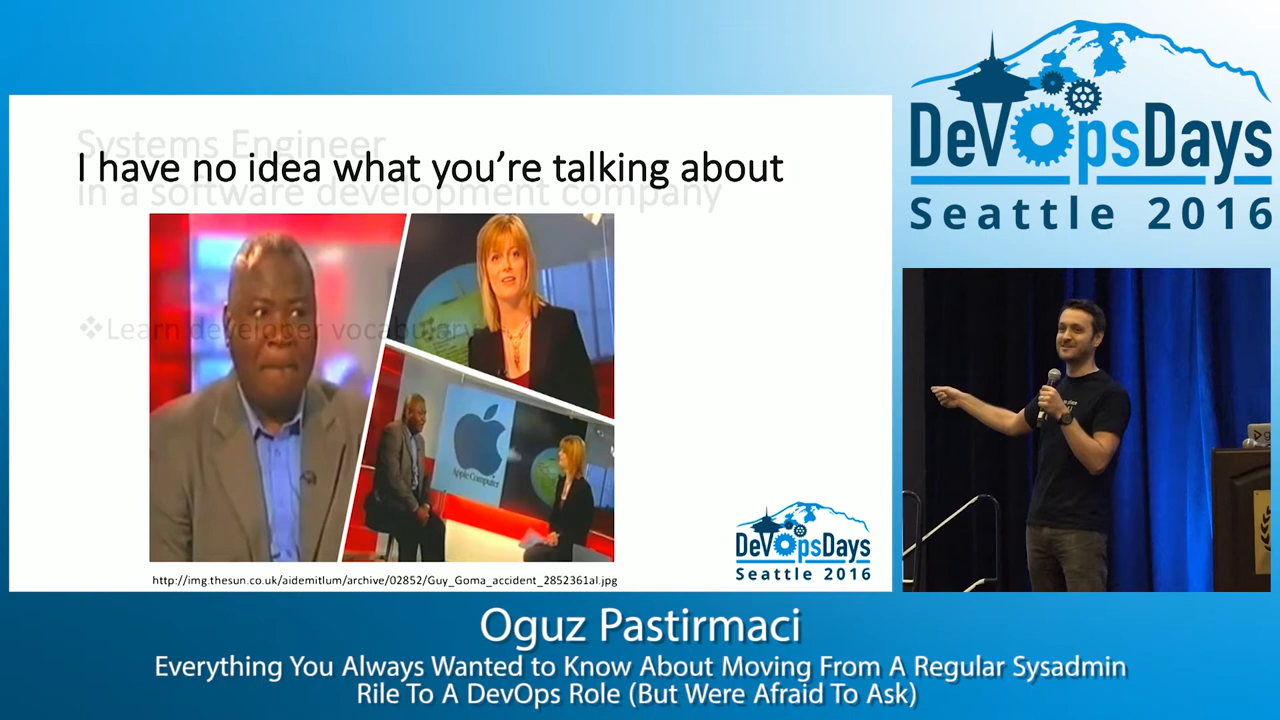 DevOpsDays
Seattle 2016
Systems Engineer
I have no idea what you're talking about
in a software development company
❖Learn developer vocabulary
Apple Computer
DevOpsDays
Seattle 2016
http://img.thesun.co.uk/aidemitlum/archive/02852/Guy_Goma_accident_2852361al.jpg
Oguz Pastirmaci
Everything You Always Wanted to Know About Moving From A Regular Sysadmin
Rile To A DevOps Role (But Were Afraid To Ask)